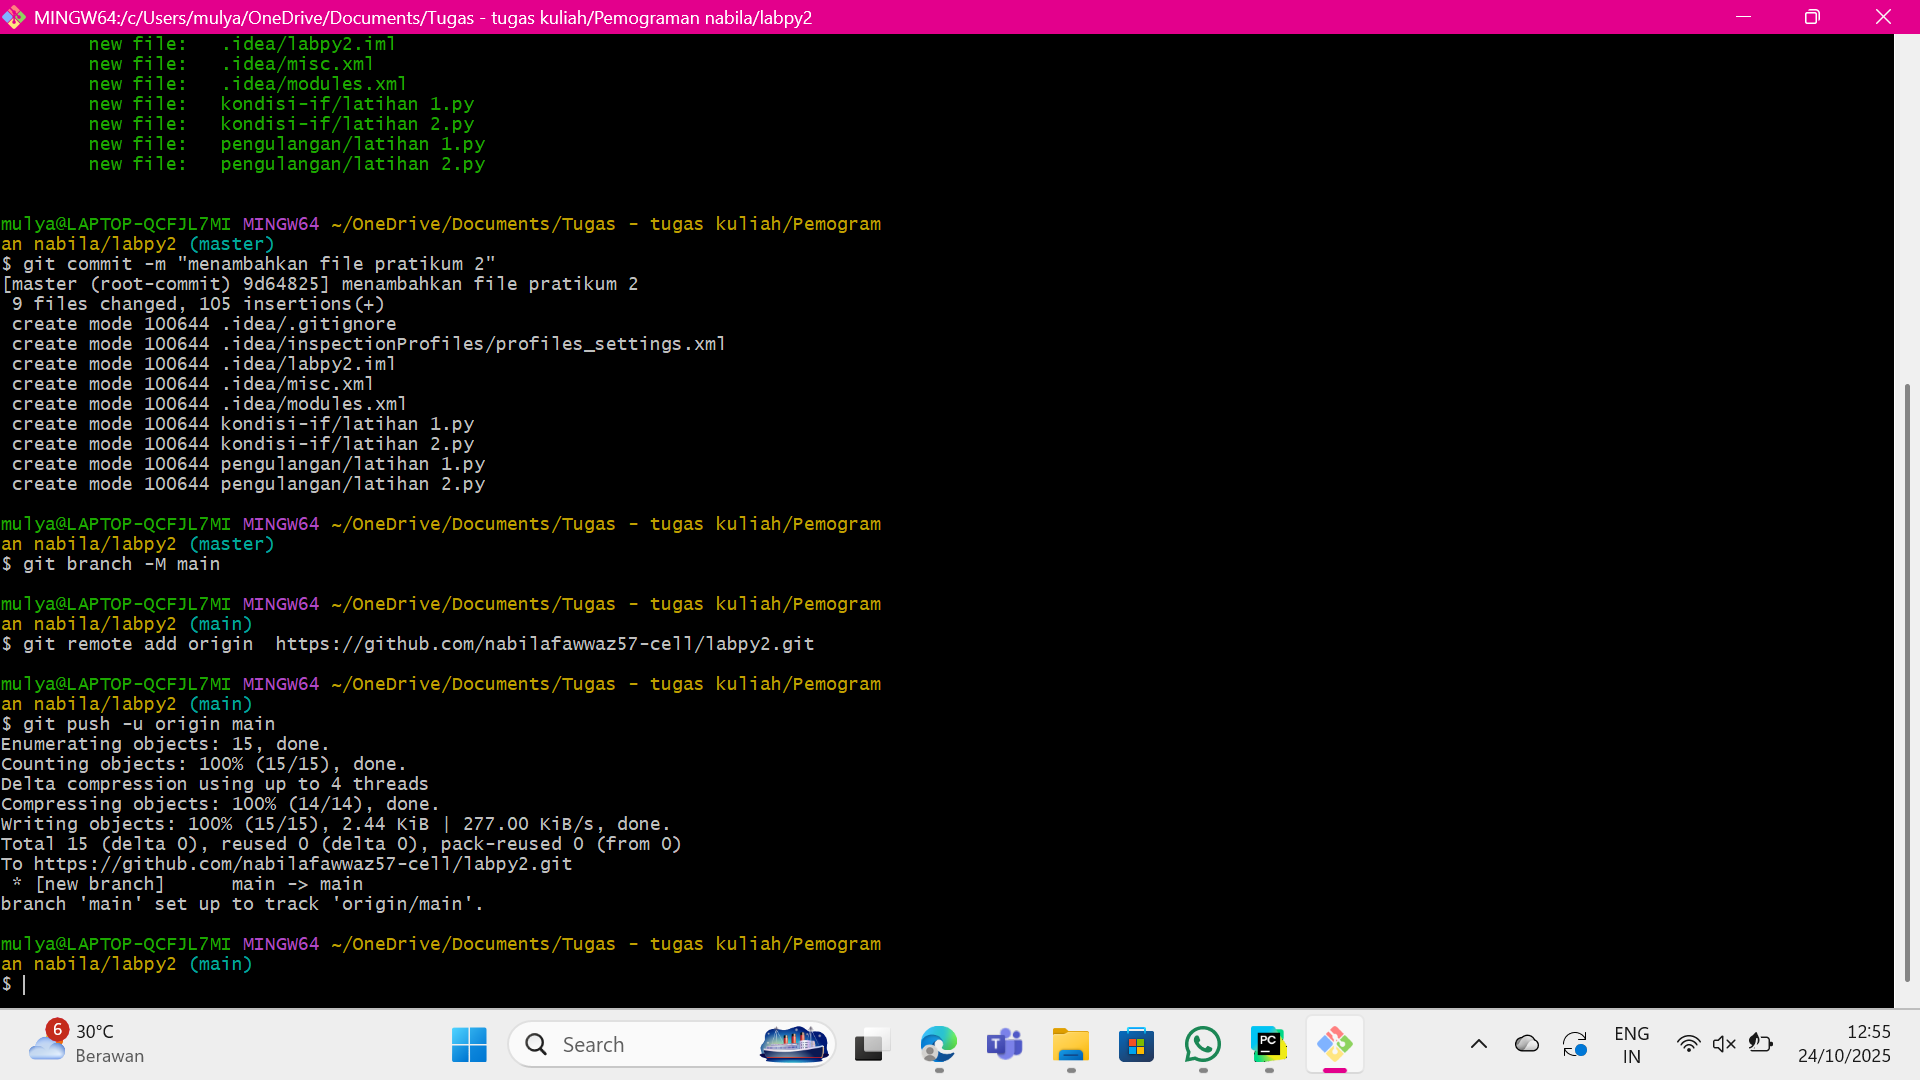 MINGW64:/c/Users/mulya/OneDrive/Documents/Tugas - tugas kuliah/Pemograman nabila/labpy2
new file:   .idea/labpy2.iml
new file:   .idea/misc.xml
new file:   .idea/modules.xml
new file:   kondisi-if/latihan 1.py
new file:   kondisi-if/latihan 2.py
new file:   pengulangan/latihan 1.py
new file:   pengulangan/latihan 2.py
mulya@LAPTOP-QCFJL7MI MINGW64 ~/OneDrive/Documents/Tugas - tugas kuliah/Pemogram
an nabila/labpy2 (master)
$ git commit -m "menambahkan file pratikum 2"
[master (root-commit) 9d64825] menambahkan file pratikum 2
9 files changed, 105 insertions(+)
create mode 100644 .idea/.gitignore
create mode 100644 .idea/inspectionProfiles/profiles_settings.xml
create mode 100644 .idea/labpy2.iml
create mode 100644 .idea/misc.xml
create mode 100644 .idea/modules.xml
create mode 100644 kondisi-if/latihan 1.py
create mode 100644 kondisi-if/latihan 2.py
create mode 100644 pengulangan/latihan 1.py
create mode 100644 pengulangan/latihan 2.py
mulya@LAPTOP-QCFJL7MI MINGW64 ~/OneDrive/Documents/Tugas - tugas kuliah/Pemogram
an nabila/labpy2 (master)
$ git branch -M main
mulya@LAPTOP-QCFJL7MI MINGW64 ~/OneDrive/Documents/Tugas - tugas kuliah/Pemogram
an nabila/labpy2 (main)
$ git remote add origin  https://github.com/nabilafawwaz57-cell/labpy2.git
mulya@LAPTOP-QCFJL7MI MINGW64 ~/OneDrive/Documents/Tugas - tugas kuliah/Pemogram
an nabila/labpy2 (main)
$ git push -u origin main
Enumerating objects: 15, done.
Counting objects: 100% (15/15), done.
Delta compression using up to 4 threads
Compressing objects: 100% (14/14), done.
Writing objects: 100% (15/15), 2.44 KiB | 277.00 KiB/s, done.
Total 15 (delta 0), reused 0 (delta 0), pack-reused 0 (from 0)
To https://github.com/nabilafawwaz57-cell/labpy2.git
* [new branch]      main -> main
branch 'main' set up to track 'origin/main'.
mulya@LAPTOP-QCFJL7MI MINGW64 ~/OneDrive/Documents/Tugas - tugas kuliah/Pemogram
an nabila/labpy2 (main)
$
6
30°C
Berawan
Search
T
PC
ENG
IN
12:55
24/10/2025